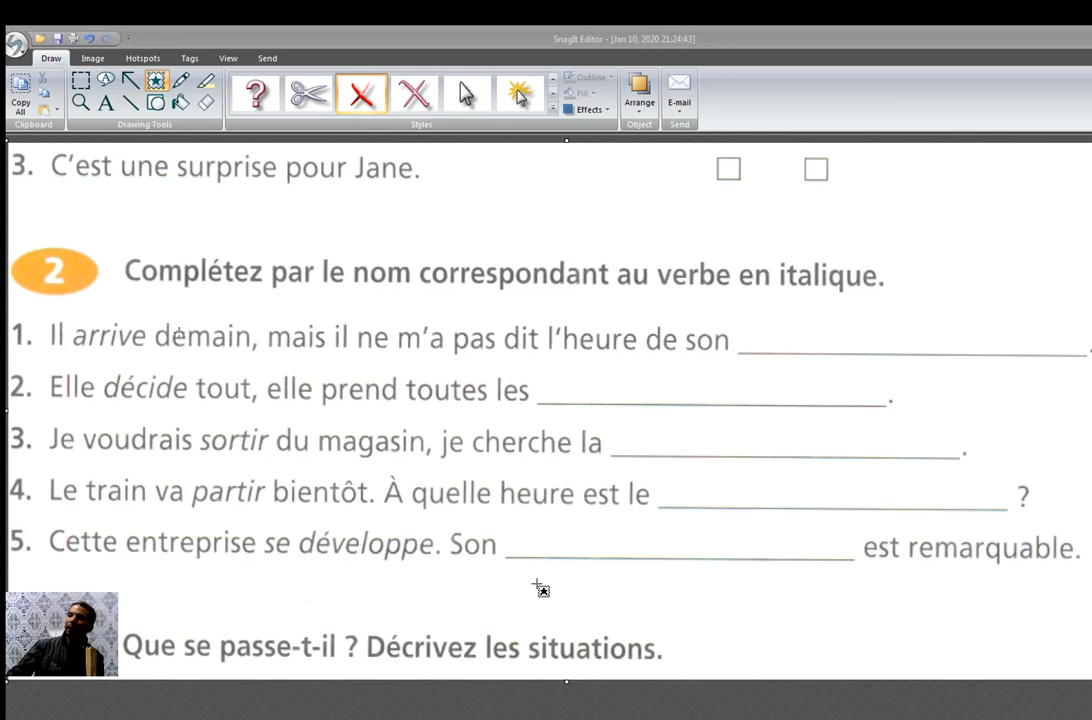 SnagIt Editor - [Jan 10, 2020 21:24:43]
Draw Image Hotspots Tags View Send
Copy All
Outline
Fill
Effects
Arrange
E-mail
Clipboard Drawing Tools Styles Object Send
3. C'est une surprise pour Jane.
2 Complétez par le nom correspondant au verbe en italique.
1. Il arrive demain, mais il ne m'a pas dit l'heure de son ____________________.
2. Elle décide tout, elle prend toutes les ____________________.
3. Je voudrais sortir du magasin, je cherche la ____________________.
4. Le train va partir bientôt. À quelle heure est le ____________________ ?
5. Cette entreprise se développe. Son ____________________ est remarquable.
Que se passe-t-il ? Décrivez les situations.